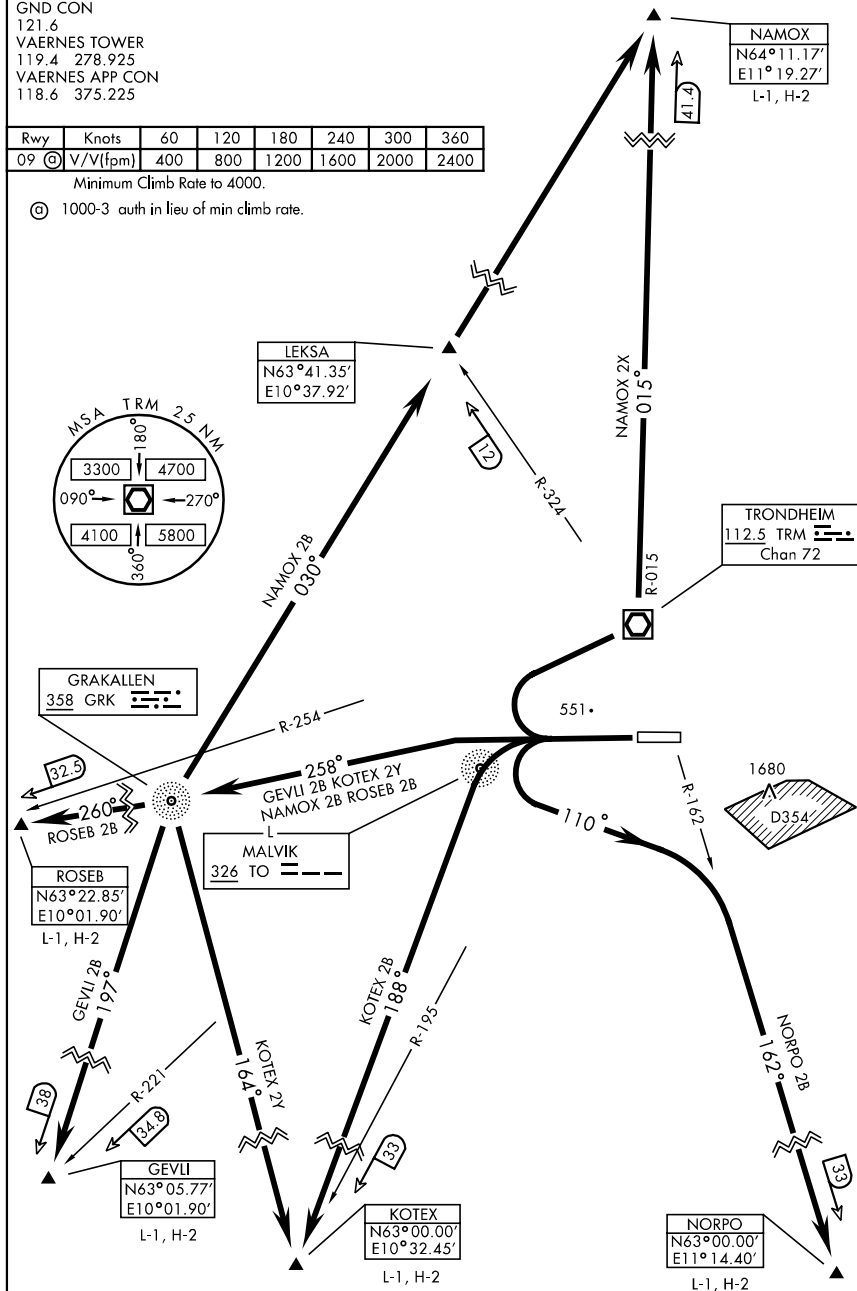 GND CON
121.6
VAERNES TOWER
119.4 278.925
VAERNES APP CON
118.6 375.225
Rwy Knots 60 120 180 240 300 360
09 ⓐ V/V(fpm) 400 800 1200 1600 2000 2400
Minimum Climb Rate to 4000.
ⓐ 1000-3 auth in lieu of min climb rate.
NAMOX
N64°11.17'
E11°19.27'
L-1, H-2
41.4
LEKSA
N63°41.35'
E10°37.92'
12
R-324
NAMOX 2X
015°
R-015
MSA TRM 25 NM
180°
3300 4700
090° 270°
4100 5800
360°
NAMOX 2B
030°
TRONDHEIM
112.5 TRM
Chan 72
GRAKALLEN
358 GRK
R-254
32.5
260°
ROSEB 2B
551
258°
GEVLI 2B KOTEX 2Y
NAMOX 2B ROSEB 2B
L
MALVIK
326 TO
110°
R-162
1680
D354
ROSEB
N63°22.85'
E10°01.90'
L-1, H-2
GEVLI 2B
197°
KOTEX 2Y
164°
KOTEX 2B
188°
R-195
NORPO 2B
162°
R-221
38
34.8
33
33
GEVLI
N63°05.77'
E10°01.90'
L-1, H-2
KOTEX
N63°00.00'
E10°32.45'
L-1, H-2
NORPO
N63°00.00'
E11°14.40'
L-1, H-2